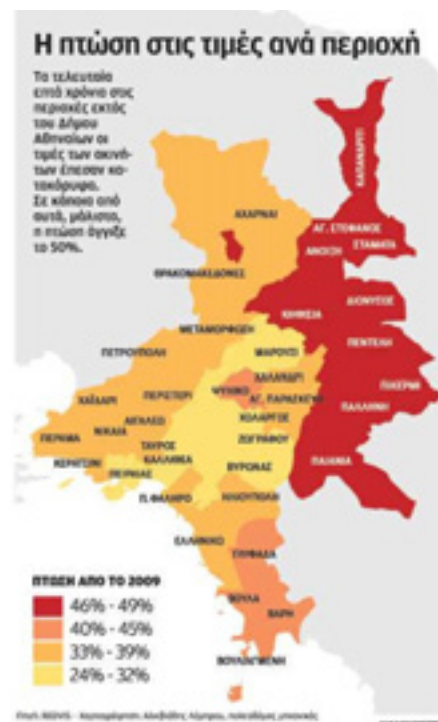 Η πτώση στις τιμές ανά περιοχή
Τα τελευταία
επτά χρόνια στις
περιοχές εκτός
του Δήμου
Αθηναίων οι
τιμές των ακινή-
των έπεσαν κα-
τακόρυφα.
Σε κάποια από
αυτά, μάλιστα,
η πτώση άγγιξε
το 50%.
ΚΑΠΑΝΔΡΙΤΙ
ΑΧΑΡΝΑΙ
ΑΓ. ΣΤΕΦΑΝΟΣ
ΑΝΟΙΞΗ
ΣΤΑΜΑΤΑ
ΘΡΑΚΟΜΑΚΕΔΟΝΕΣ
ΔΙΟΝΥΣΟΣ
ΚΗΦΙΣΙΑ
ΜΕΤΑΜΟΡΦΩΣΗ
ΠΕΝΤΕΛΗ
ΠΕΤΡΟΥΠΟΛΗ
ΜΑΡΟΥΣΙ
ΧΑΛΑΝΔΡΙ
ΠΙΚΕΡΜΙ
ΧΑΪΔΑΡΙ
ΠΕΡΙΣΤΕΡΙ
ΨΥΧΙΚΟ
ΑΓ. ΠΑΡΑΣΚΕΥΗ
ΠΑΛΛΗΝΗ
ΑΙΓΑΛΕΩ
ΧΟΛΑΡΓΟΣ
ΝΙΚΑΙΑ
ΠΕΡΑΜΑ
ΤΑΥΡΟΣ
ΖΩΓΡΑΦΟΥ
ΚΕΡΑΤΣΙΝΙ
ΚΑΛΛΙΘΕΑ
ΒΥΡΩΝΑΣ
ΠΑΙΑΝΙΑ
ΠΕΙΡΑΙΑΣ
Π. ΦΑΛΗΡΟ
ΗΛΙΟΥΠΟΛΗ
ΕΛΛΗΝΙΚΟ
ΓΛΥΦΑΔΑ
ΒΟΥΛΑ
ΒΑΡΗ
ΒΟΥΛΙΑΓΜΕΝΗ
ΠΤΩΣΗ ΑΠΟ ΤΟ 2009
46% - 49%
40% - 45%
33% - 39%
24% - 32%